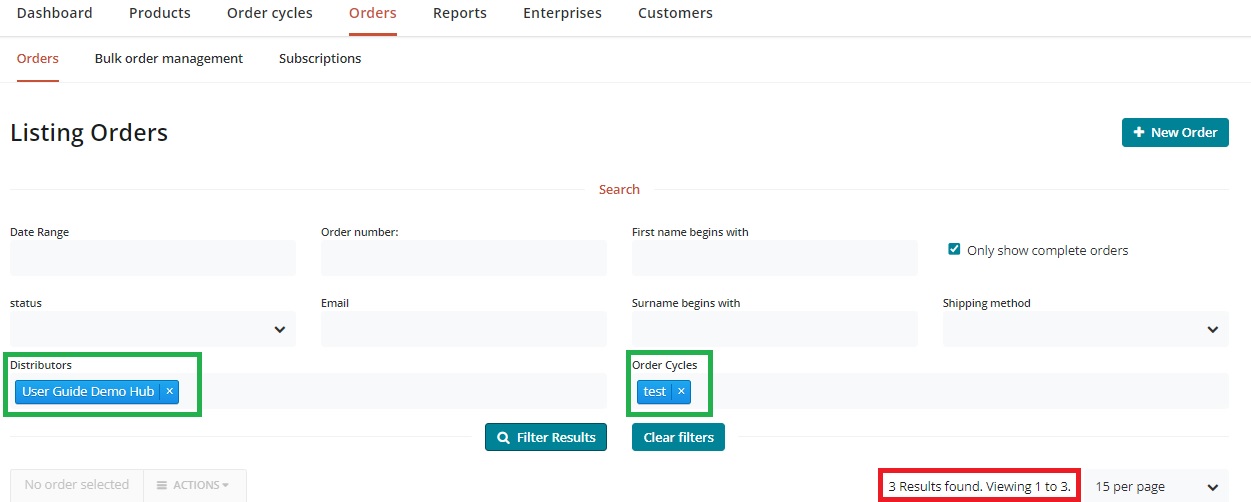 Dashboard Products Order cycles Orders Reports Enterprises Customers
Orders Bulk order management Subscriptions
Listing Orders
+ New Order
Search
Date Range Order number: First name begins with
Only show complete orders
status Email Surname begins with Shipping method
Distributors Order Cycles
User Guide Demo Hub × test ×
Filter Results Clear filters
No order selected ACTIONS 3 Results found. Viewing 1 to 3. 15 per page